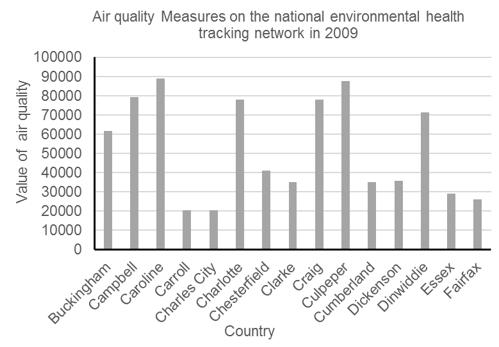 Air quality Measures on the national environmental health
tracking network in 2009
Value of air quality
100000
90000
80000
70000
60000
50000
40000
30000
20000
10000
0
Buckingham
Campbell
Caroline
Carroll
Charles City
Charlotte
Chesterfield
Clarke
Craig
Culpeper
Cumberland
Dickenson
Dinwiddie
Essex
Fairfax
Country